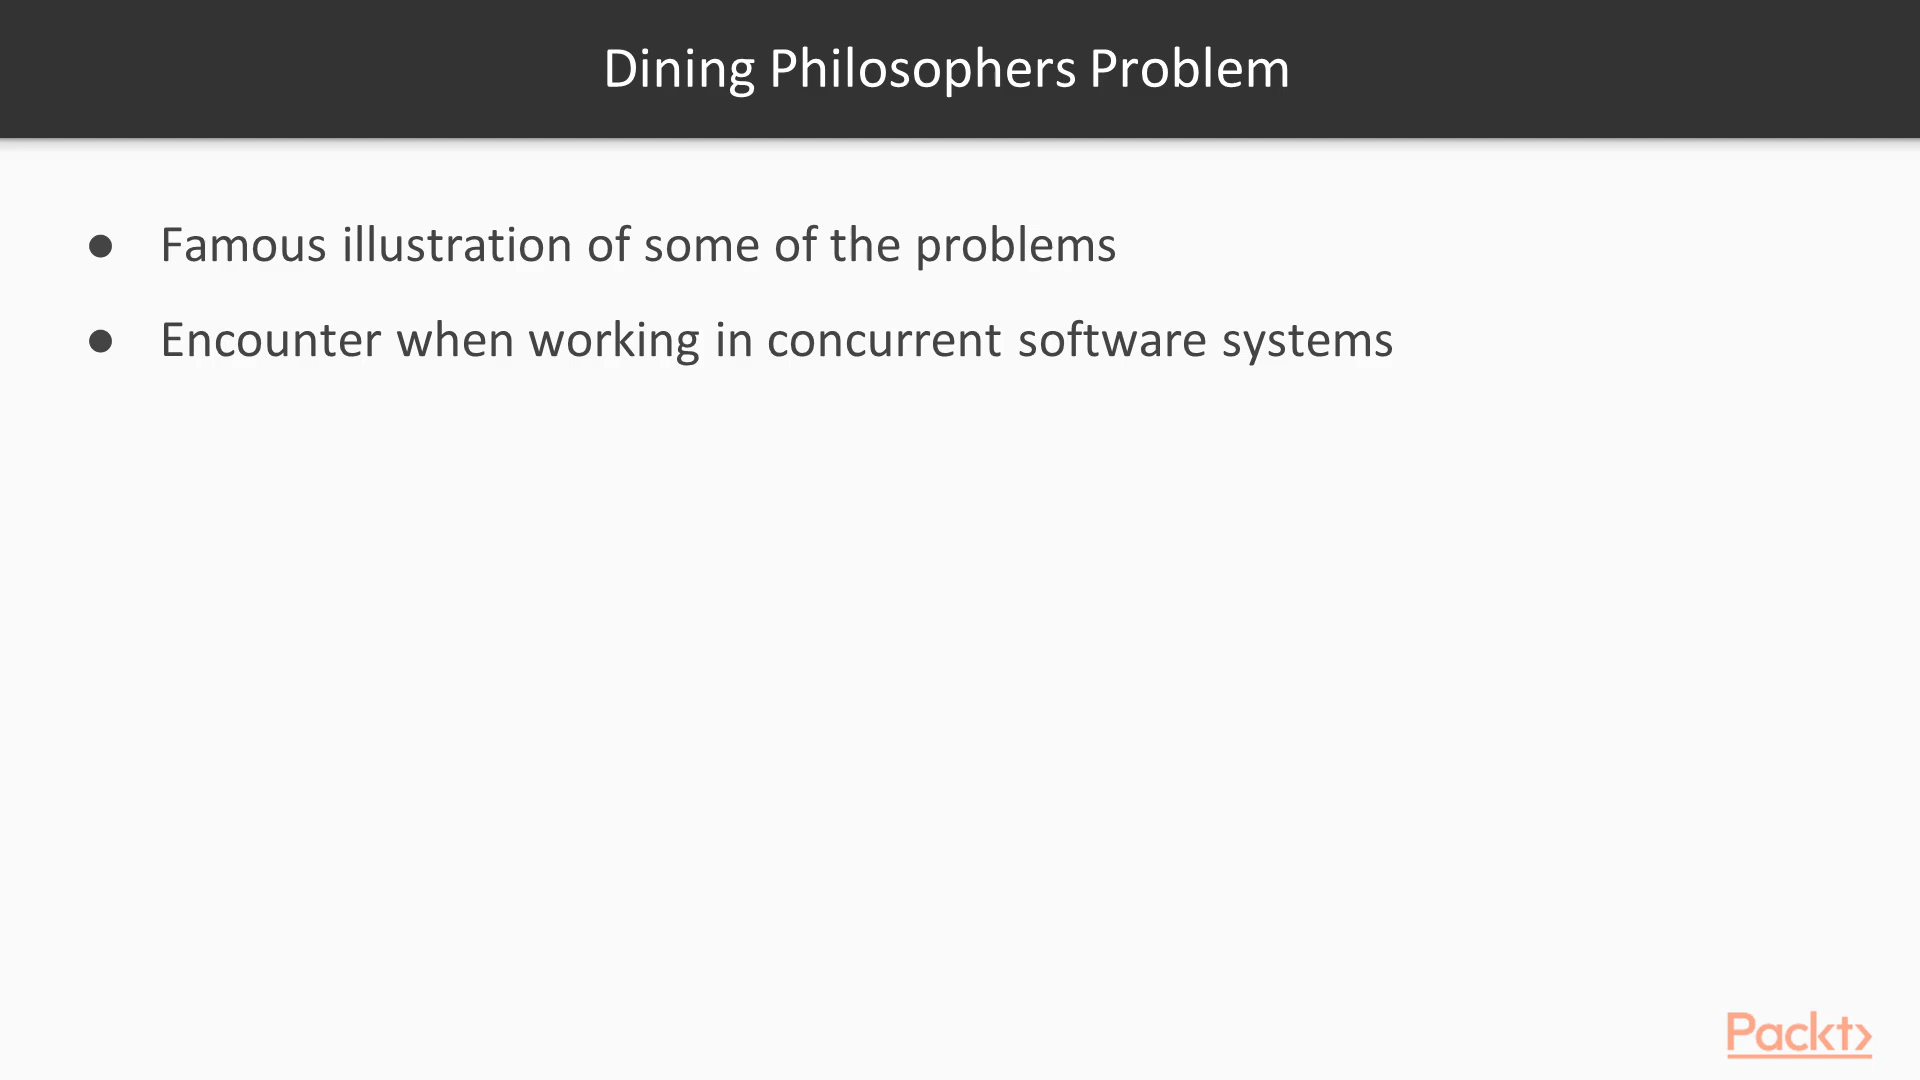 Dining Philosophers Problem
● Famous illustration of some of the problems
● Encounter when working in concurrent software systems
Packt>